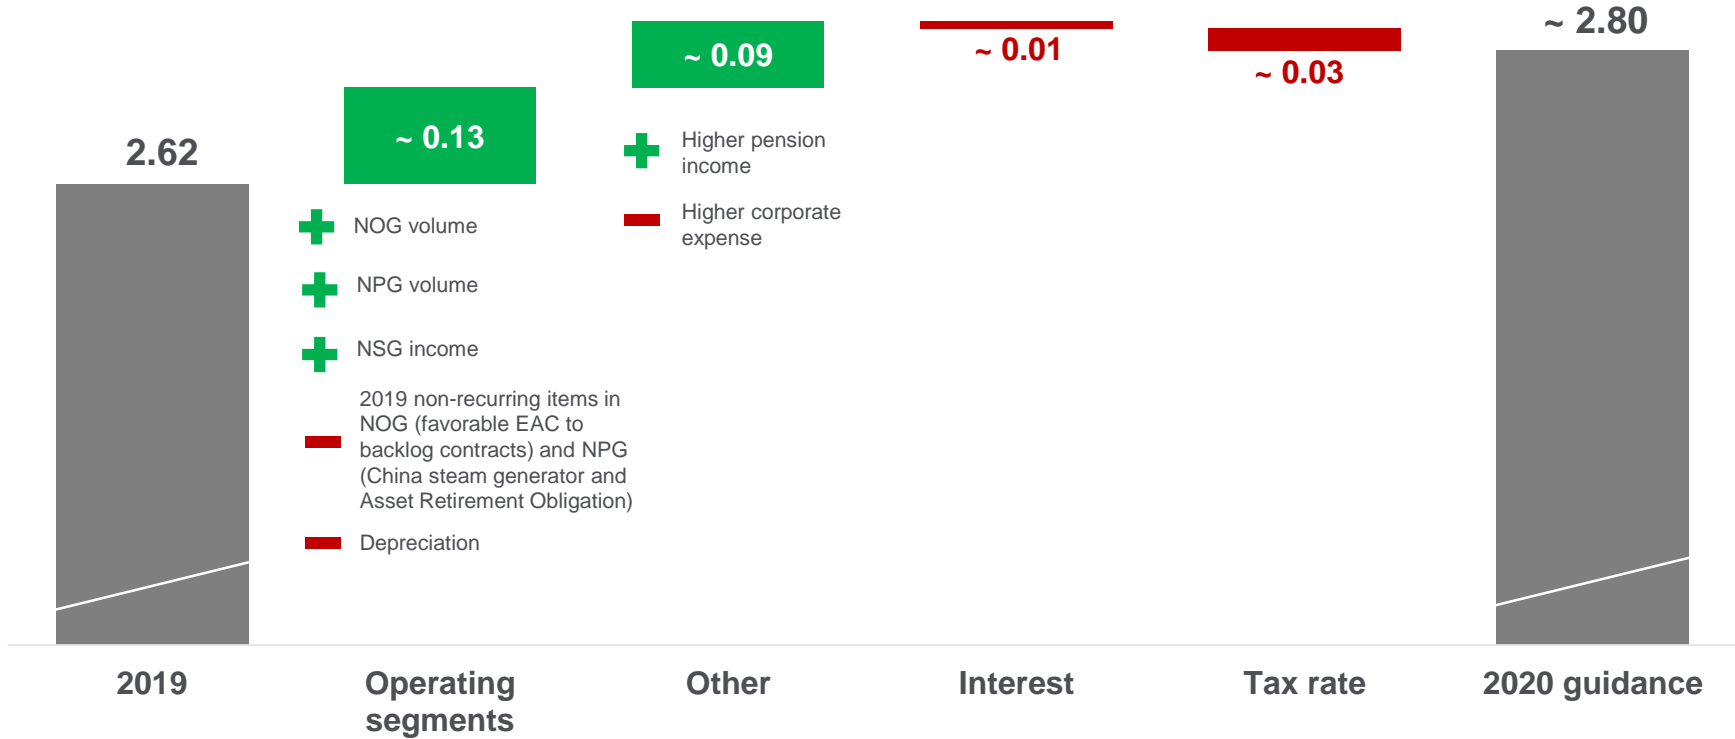 2.62
~ 0.13
NOG volume
NPG volume
NSG income
2019 non-recurring items in
NOG (favorable EAC to
backlog contracts) and NPG
(China steam generator and
Asset Retirement Obligation)
Depreciation
~ 0.09
Higher pension
income
Higher corporate
expense
~ 0.01
~ 0.03
~ 2.80
2019
Operating
segments
Other
Interest
Tax rate
2020 guidance